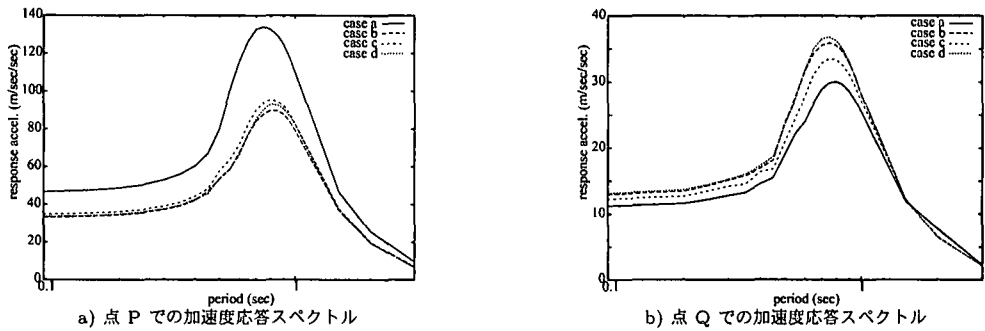 140
120
100
80
60
40
20
0
response accel. (m/sec/sec)
case a
case b
case c
case d
0.1
1
period (sec)
a) 点 P での加速度応答スペクトル
40
30
20
10
0
response accel. (m/sec/sec)
case a
case b
case c
case d
0.1
1
period (sec)
b) 点 Q での加速度応答スペクトル